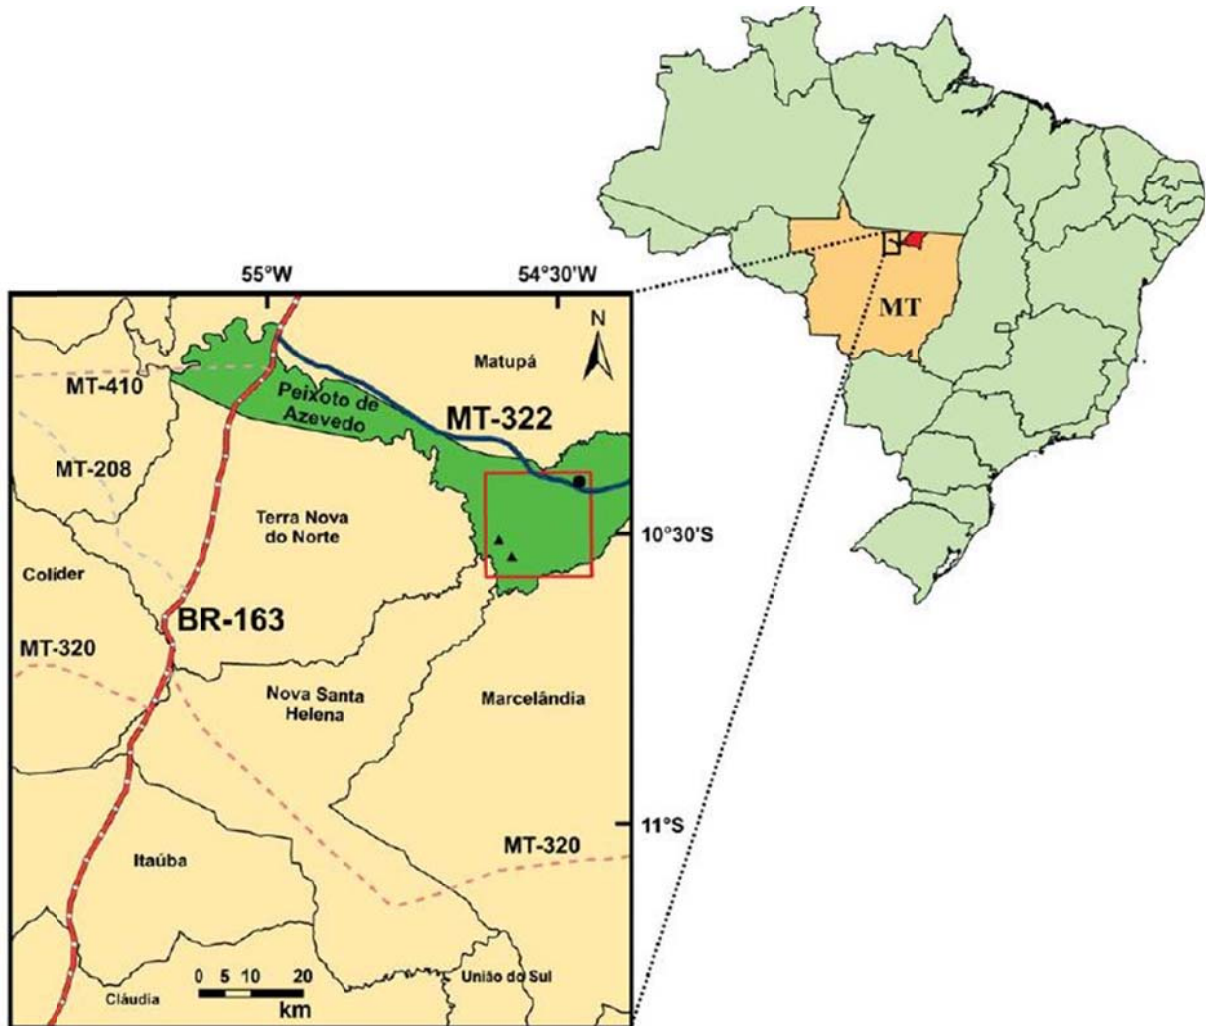 55°W
54°30'W
N
MT
Matupá
MT-410
Peixoto de
Azevedo
MT-322
MT-208
Terra Nova
do Norte
10°30'S
Colíder
BR-163
MT-320
Nova Santa
Helena
Marcelândia
11°S
MT-320
Itaúba
União do Sul
0 5 10 20
km
Cláudia